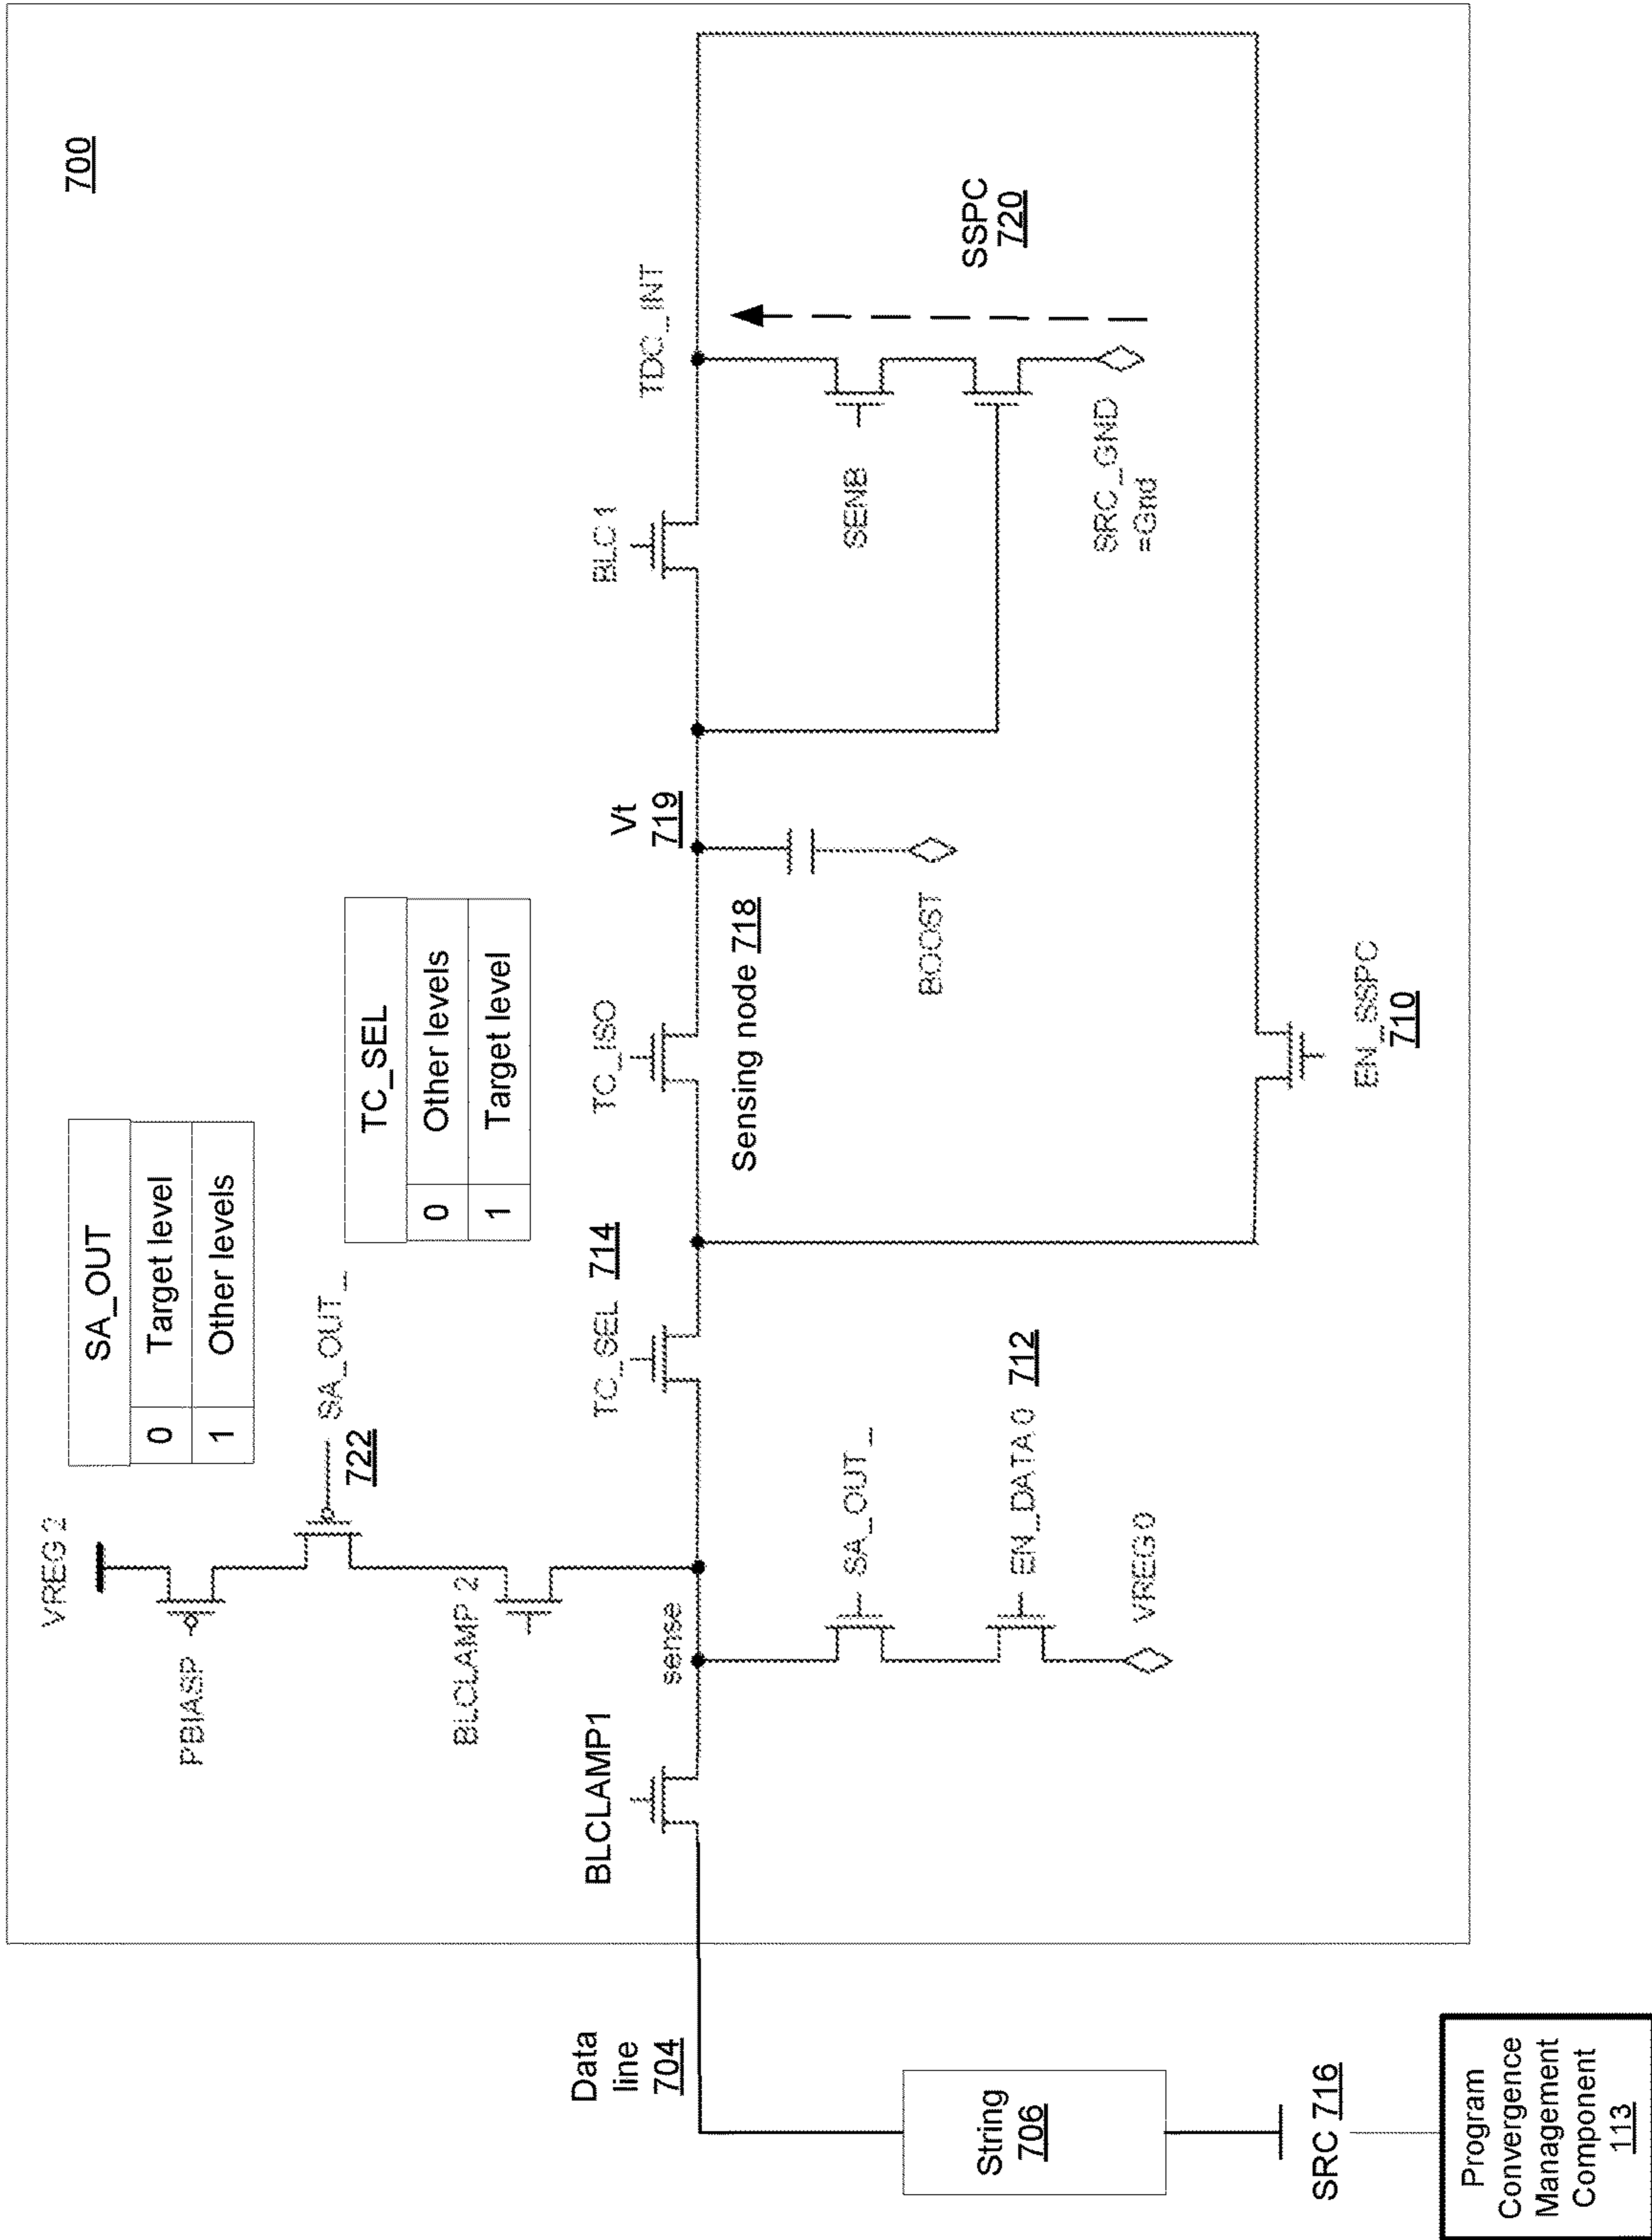 700
SA_OUT
0 Target level
1 Other levels
TC_SEL
0 Other levels
1 Target level
VREG 2
PBIASP
SA_OUT_
722
BLCLAMP 2
sense
BLCLAMP1
TC_SEL 714
TC_ISO
Vt
719
BLC1
TDC_INT
Data
line
704
SA_OUT_
EN_DATA 0 712
VREG 0
Sensing node 718
BOOST
SENB
SRC_GND
=Gnd
SSPC
720
EN_SSPC
710
String
706
SRC 716
Program
Convergence
Management
Component
113